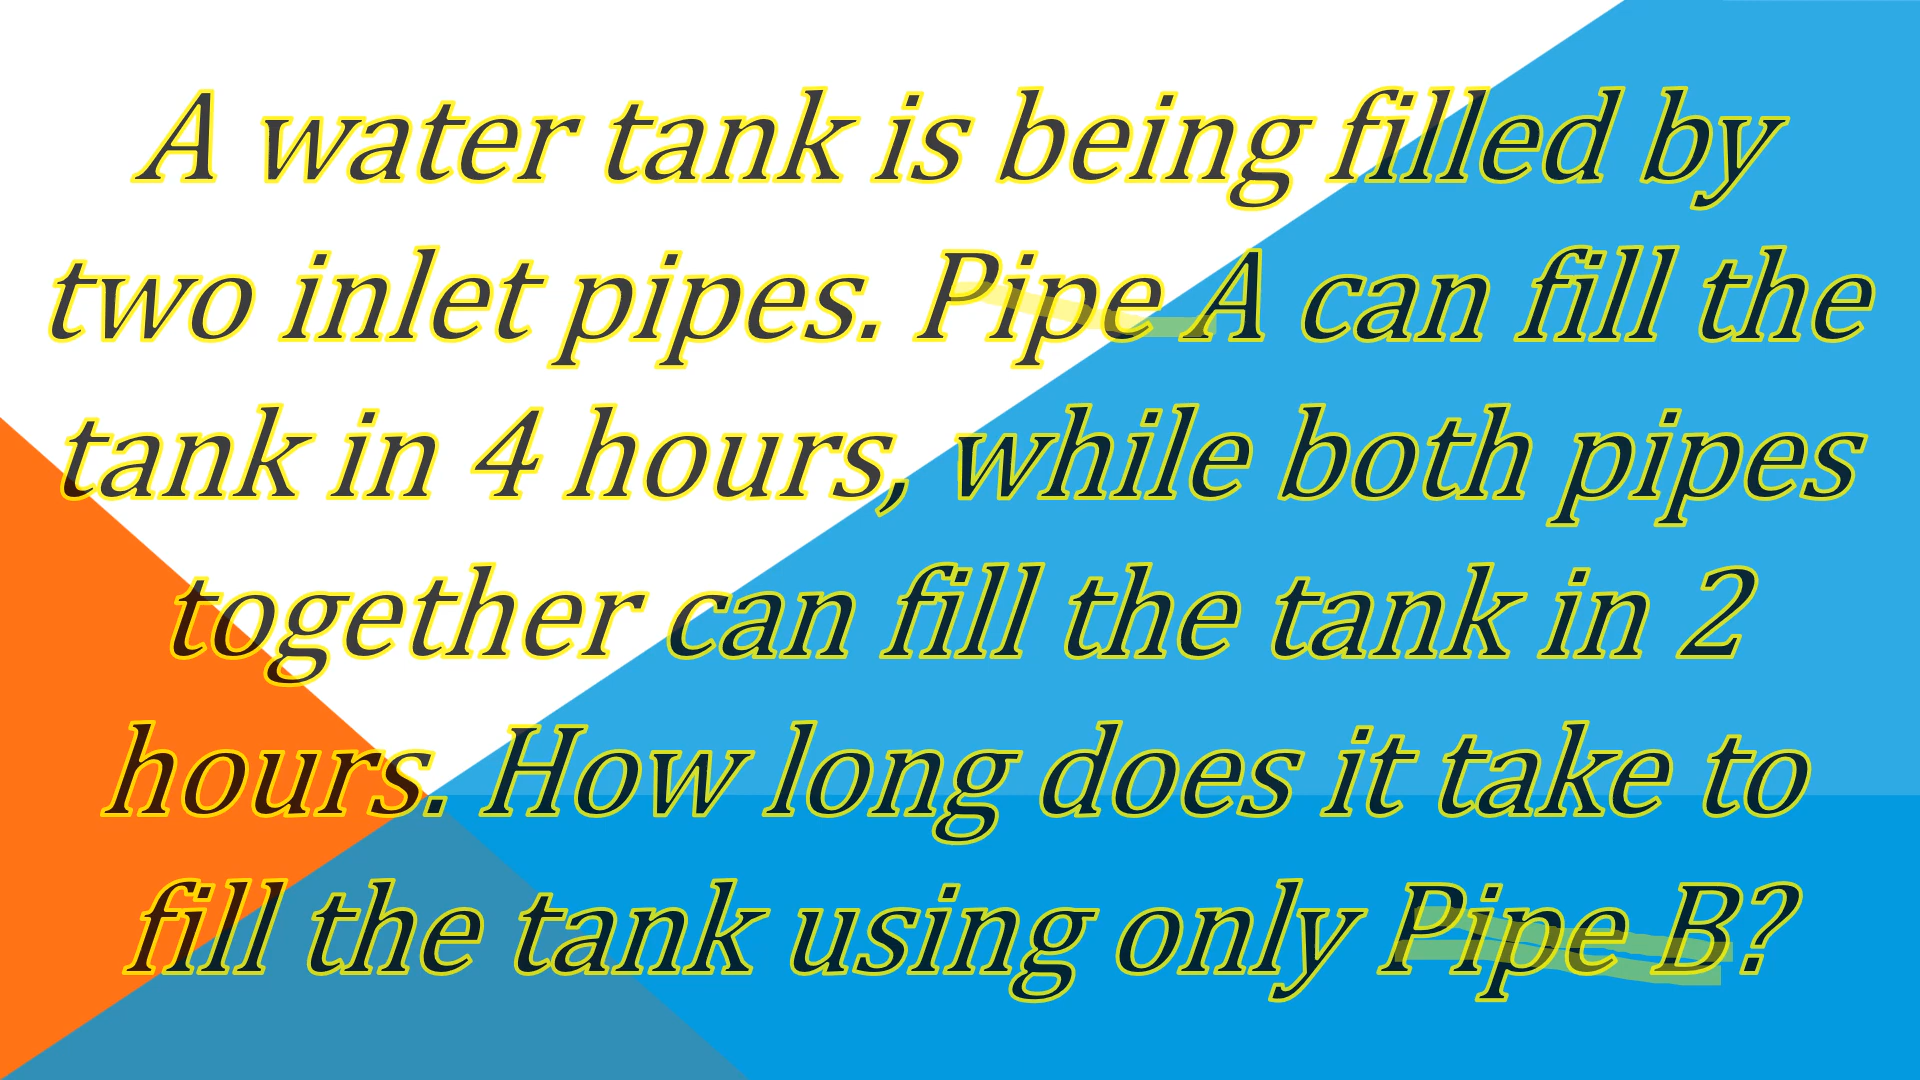 A water tank is being filled by
two inlet pipes. Pipe A can fill the
tank in 4 hours, while both pipes
together can fill the tank in 2
hours. How long does it take to
fill the tank using only Pipe B?